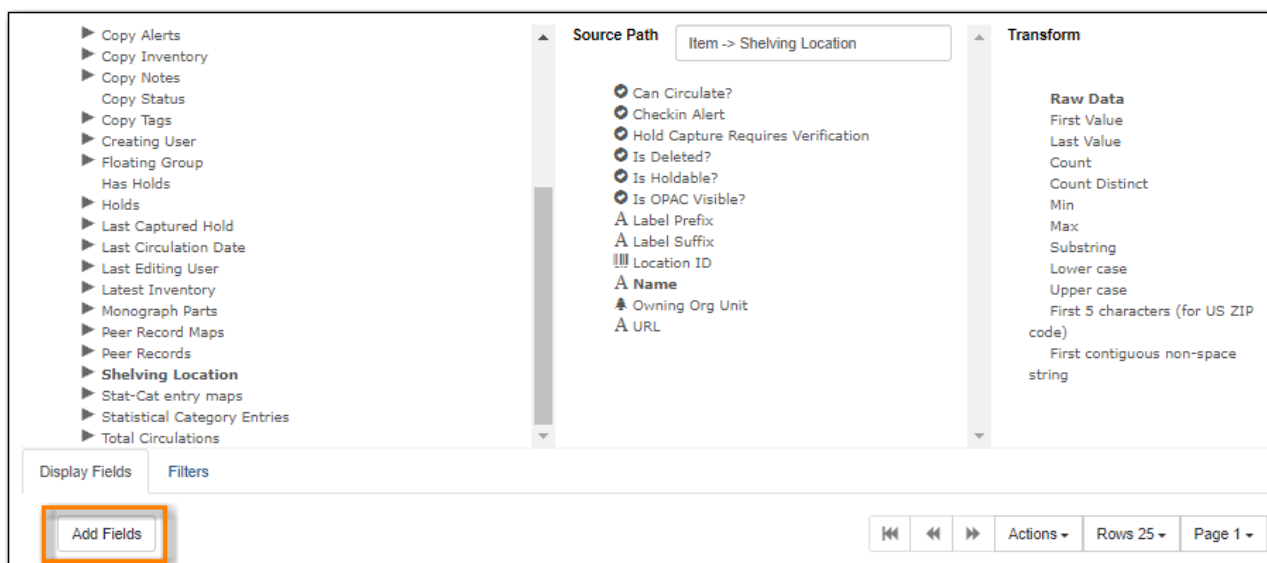 Copy Alerts
Copy Inventory
Copy Notes
Copy Status
Copy Tags
Creating User
Floating Group
Has Holds
Holds
Last Captured Hold
Last Circulation Date
Last Editing User
Latest Inventory
Monograph Parts
Peer Record Maps
Peer Records
Shelving Location
Stat-Cat entry maps
Statistical Category Entries
Total Circulations
Source Path
Item -> Shelving Location
Can Circulate?
Checkin Alert
Hold Capture Requires Verification
Is Deleted?
Is Holdable?
Is OPAC Visible?
A Label Prefix
A Label Suffix
Location ID
A Name
Owning Org Unit
A URL
Transform
Raw Data
First Value
Last Value
Count
Count Distinct
Min
Max
Substring
Lower case
Upper case
First 5 characters (for US ZIP
code)
First contiguous non-space
string
Display Fields
Filters
Add Fields
Actions
Rows 25
Page 1